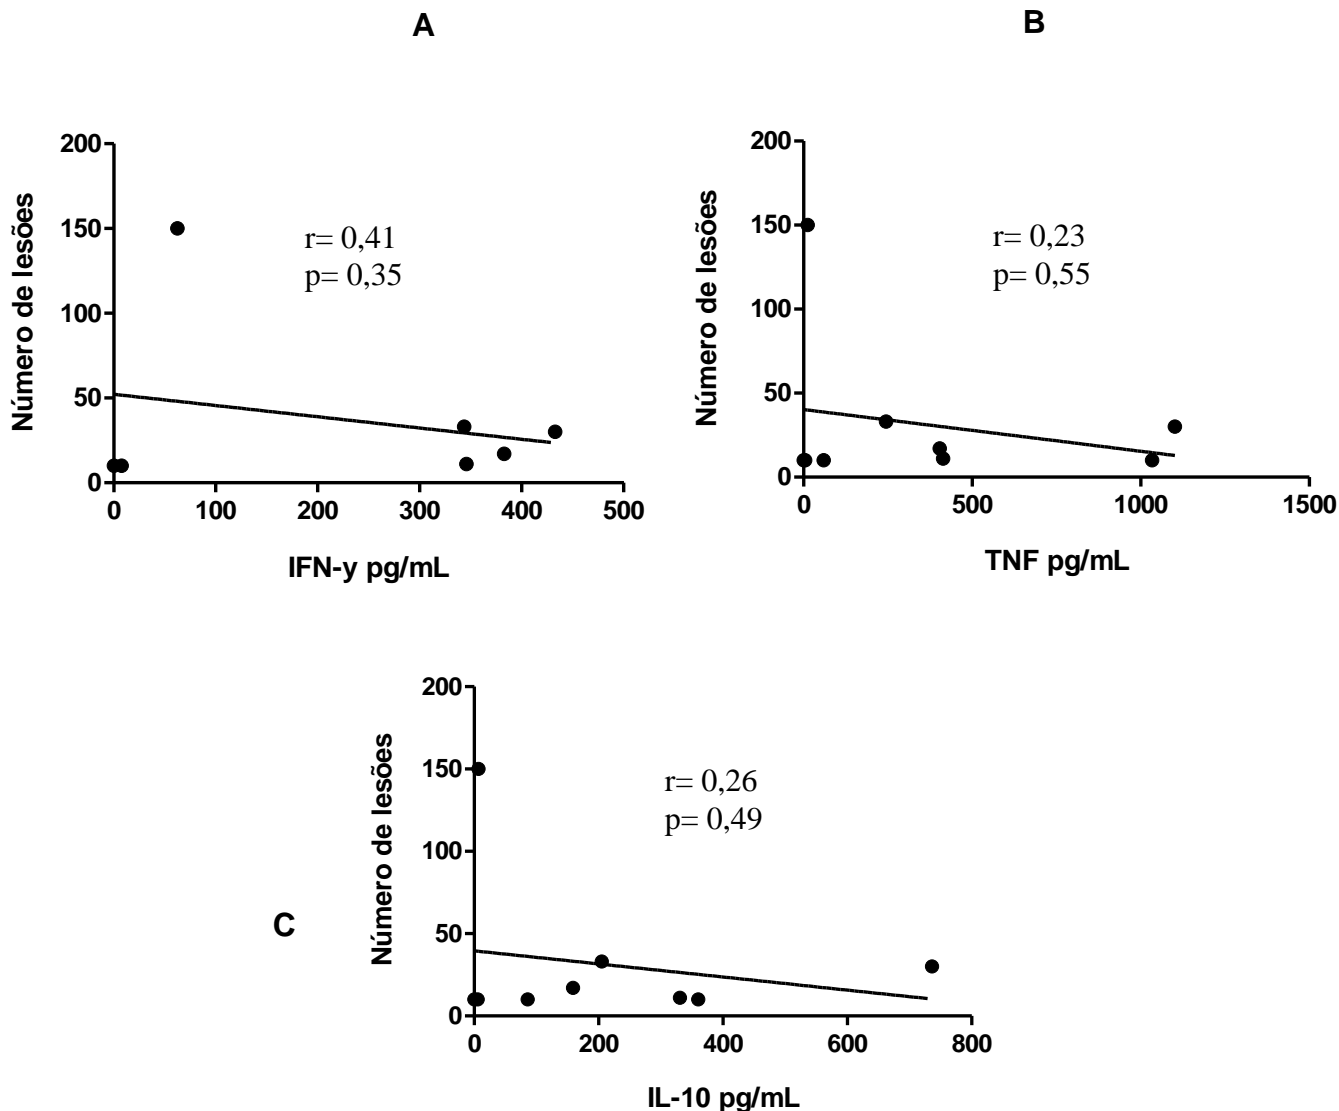 A
B
200
150
100
50
0
Número de lesões
r= 0,41
p= 0,35
0 100 200 300 400 500
IFN-y pg/mL
200
150
100
50
0
Número de lesões
r= 0,23
p= 0,55
0 500 1000 1500
TNF pg/mL
C
200
150
100
50
0
Número de lesões
r= 0,26
p= 0,49
0 200 400 600 800
IL-10 pg/mL